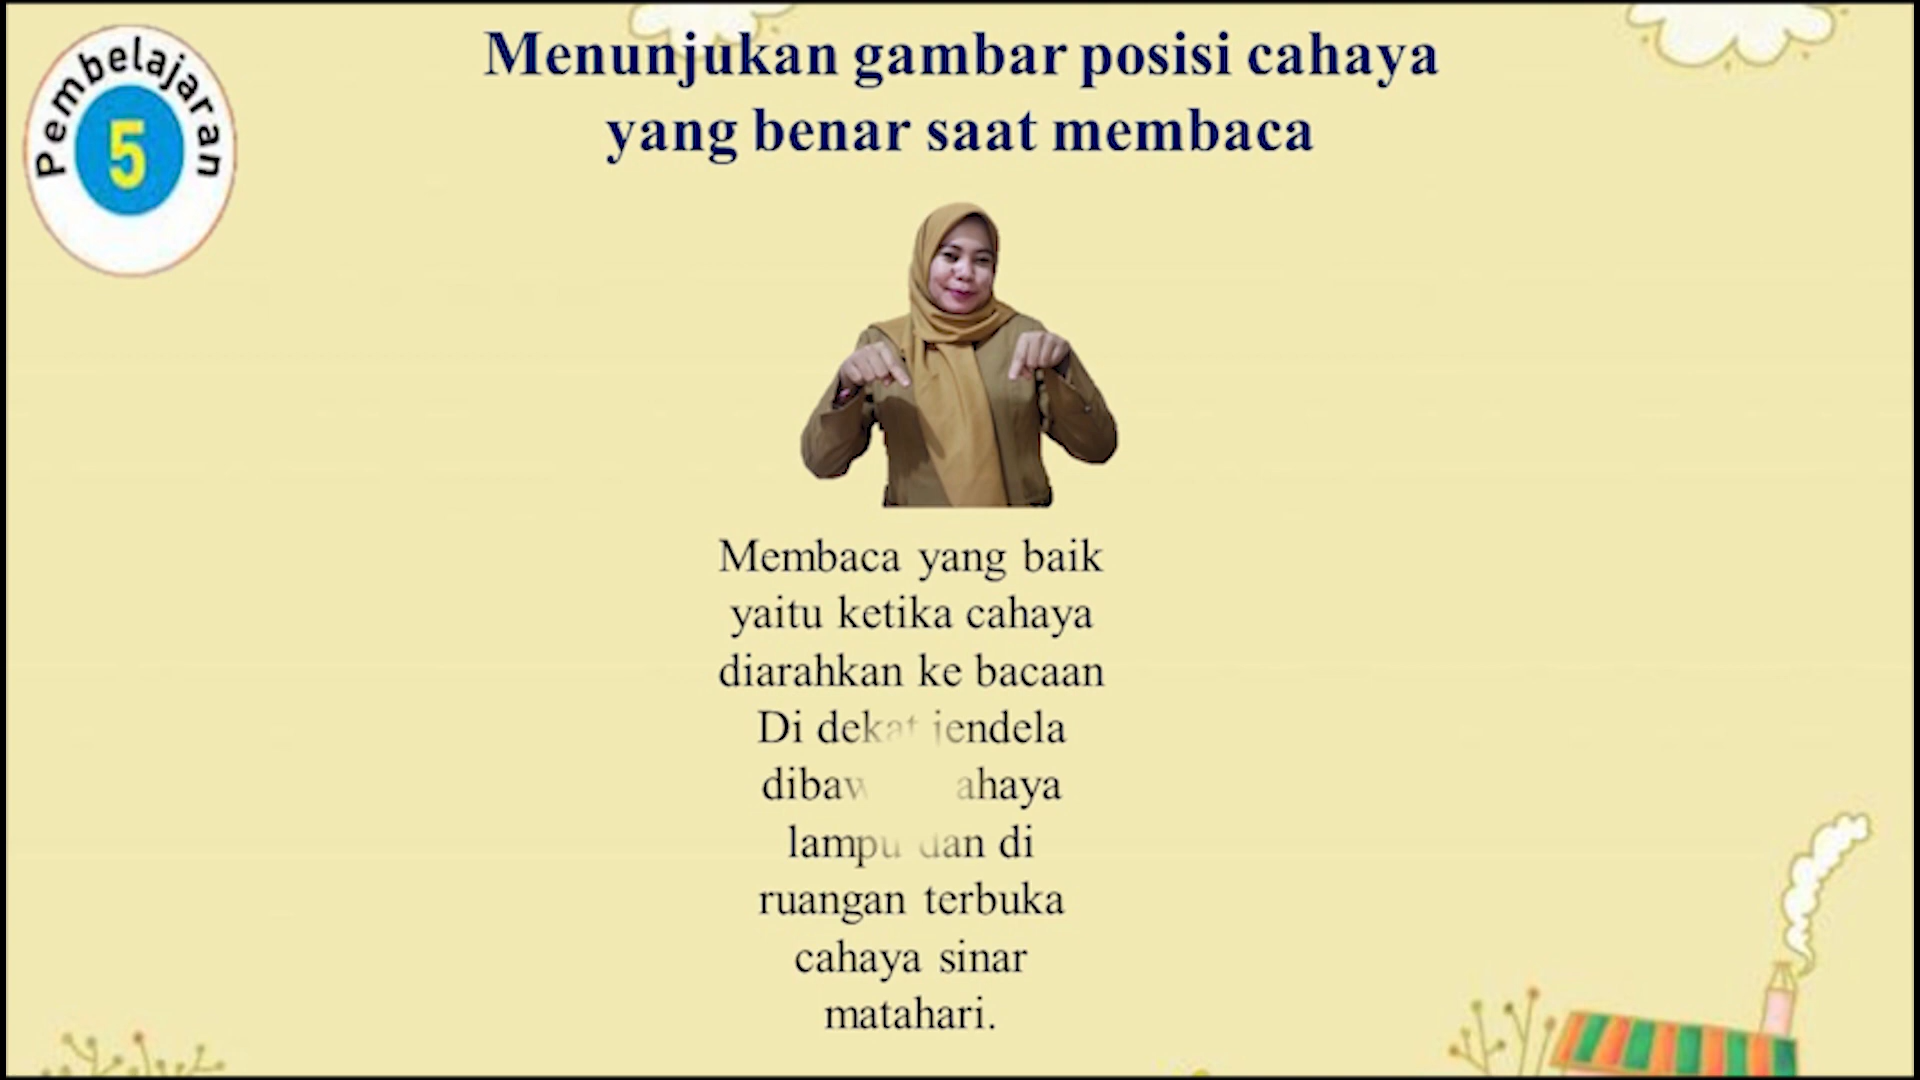 Pembelajaran
5
Menunjukan gambar posisi cahaya
yang benar saat membaca
Membaca yang baik
yaitu ketika cahaya
diarahkan ke bacaan
Di dekat jendela
cahaya
lampu dan di
ruangan terbuka
cahaya sinar
matahari.